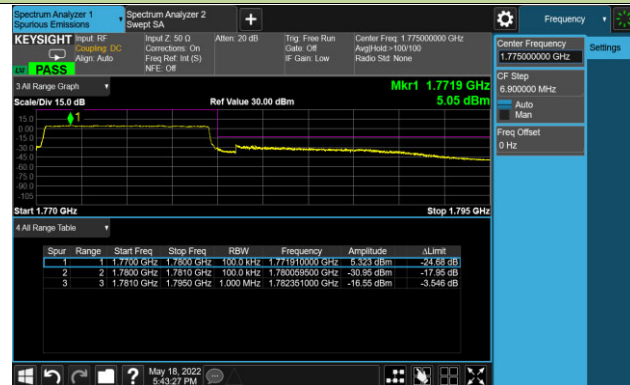 Spectrum Analyzer 1
Spurious Emissions
Spectrum Analyzer 2
Swept SA
Frequency
KEYSIGHT
Input: RF
Coupling: DC
Align: Auto
Input Z: 50 Ω
Corrections: On
Freq Ref: Int (S)
NFE: Off
Atten: 20 dB
Trig: Free Run
Gate: Off
IF Gain: Low
Center Freq: 1.775000000 GHz
Avg|Hold:>100/100
Radio Std: None
PASS
Center Frequency
1.775000000 GHz
Settings
CF Step
6.900000 MHz
Auto
Man
Freq Offset
0 Hz
3 All Range Graph
Mkr1 1.7719 GHz
Scale/Div 15.0 dB
Ref Value 30.00 dBm
5.05 dBm
1
15.0
0.00
-15.0
-30.0
-45.0
-60.0
-75.0
-90.0
-105
Start 1.770 GHz
Stop 1.795 GHz
4 All Range Table
Spur Range Start Freq Stop Freq RBW Frequency Amplitude ΔLimit
1 1 1.7700 GHz 1.7800 GHz 100.0 kHz 1.771910000 GHz 5.323 dBm -24.68 dB
2 2 1.7800 GHz 1.7810 GHz 100.0 kHz 1.780059500 GHz -30.95 dBm -17.95 dB
3 3 1.7810 GHz 1.7950 GHz 1.000 MHz 1.782351000 GHz -16.55 dBm -3.546 dB
?
May 18, 2022
5:43:27 PM